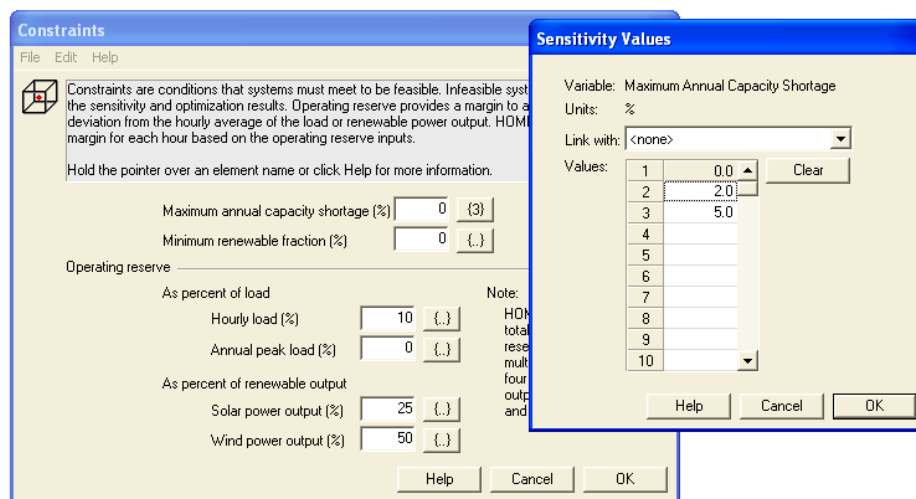 Constraints
File Edit Help
Constraints are conditions that systems must meet to be feasible. Infeasible syst
the sensitivity and optimization results. Operating reserve provides a margin to a
deviation from the hourly average of the load or renewable power output. HOM
margin for each hour based on the operating reserve inputs.
Hold the pointer over an element name or click Help for more information.
Maximum annual capacity shortage (%) 0 {3}
Minimum renewable fraction (%) 0 {..}
Operating reserve
As percent of load
Hourly load (%) 10 {..}
Annual peak load (%) 0 {..}
As percent of renewable output
Solar power output (%) 25 {..}
Wind power output (%) 50 {..}
Note:
HOM
total
rese
mult
four
outp
and
Help Cancel OK
Sensitivity Values
Variable: Maximum Annual Capacity Shortage
Units: %
Link with: <none>
Values:
1 0.0
2 2.0
3 5.0
4
5
6
7
8
9
10
Clear
Help Cancel OK